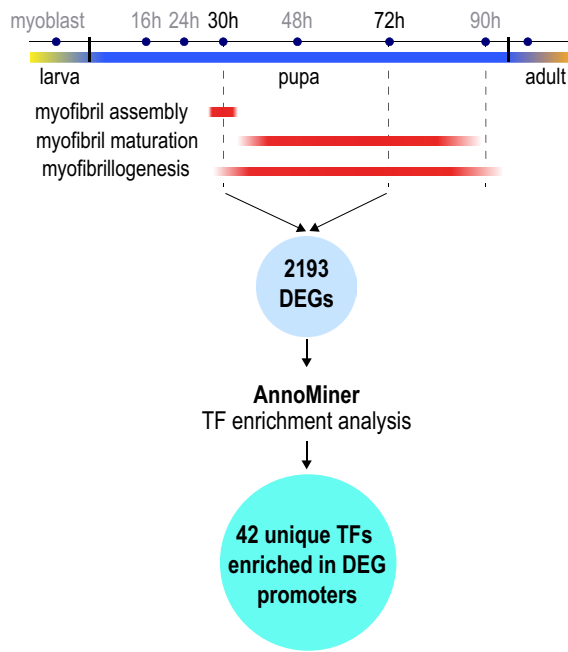 myoblast 16h 24h 30h 48h 72h 90h
larva pupa adult
myofibril assembly
myofibril maturation
myofibrillogenesis
2193
DEGs
AnnoMiner
TF enrichment analysis
42 unique TFs
enriched in DEG
promoters